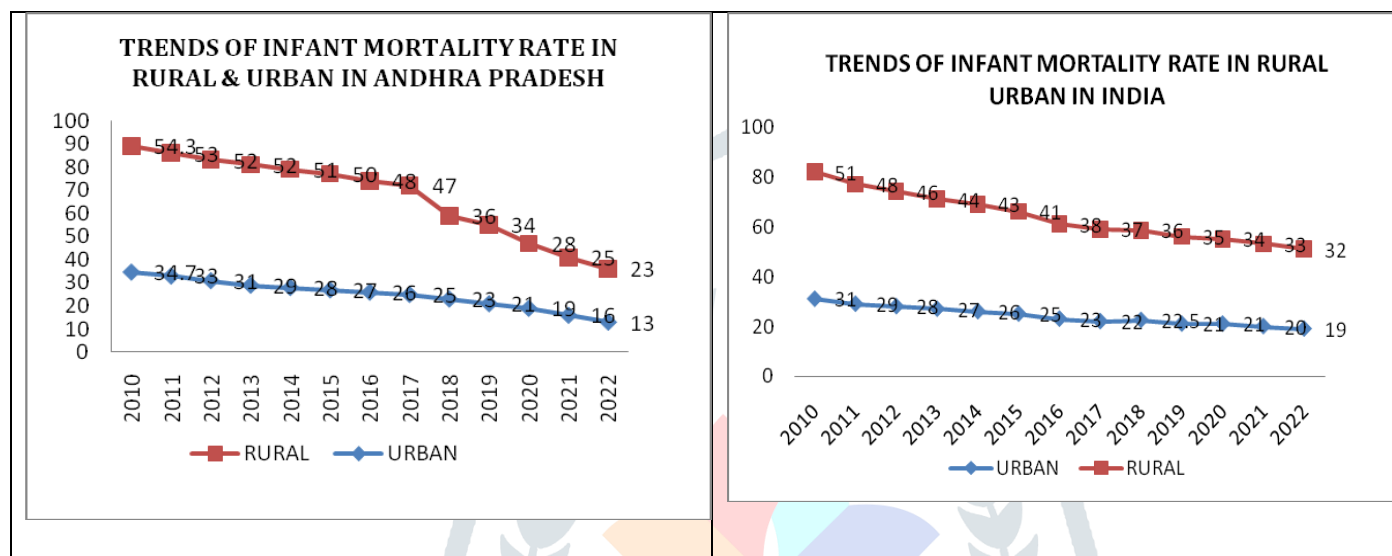 TRENDS OF INFANT MORTALITY RATE IN
RURAL & URBAN IN ANDHRA PRADESH
100
90
80
70
60
50
40
30
20
10
0
54.3 53 52 52 51 50 48 47 36 34 28 25 23
34.7 33 31 29 28 27 26 25 23 21 19 16 13
2010 2011 2012 2013 2014 2015 2016 2017 2018 2019 2020 2021 2022
RURAL URBAN
TRENDS OF INFANT MORTALITY RATE IN RURAL
URBAN IN INDIA
100
80
60
40
20
0
51 48 46 44 43 41 38 37 36 35 34 33 32
31 29 28 27 26 25 23 22 22.5 21 21 20 19
2010 2011 2012 2013 2014 2015 2016 2017 2018 2019 2020 2021 2022
URBAN RURAL